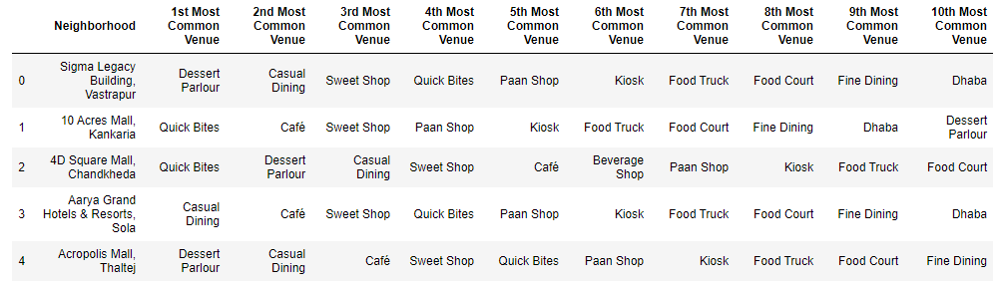 Neighborhood 1st Most Common Venue 2nd Most Common Venue 3rd Most Common Venue 4th Most Common Venue 5th Most Common Venue 6th Most Common Venue 7th Most Common Venue 8th Most Common Venue 9th Most Common Venue 10th Most Common Venue
0 Sigma Legacy Building, Vastrapur Dessert Parlour Casual Dining Sweet Shop Quick Bites Paan Shop Kiosk Food Truck Food Court Fine Dining Dhaba
1 10 Acres Mall, Kankaria Quick Bites Café Sweet Shop Paan Shop Kiosk Food Truck Food Court Fine Dining Dhaba Dessert Parlour
2 4D Square Mall, Chandkheda Quick Bites Dessert Parlour Casual Dining Sweet Shop Café Beverage Shop Paan Shop Kiosk Food Truck Food Court
3 Aarya Grand Hotels & Resorts, Sola Casual Dining Café Sweet Shop Quick Bites Paan Shop Kiosk Food Truck Food Court Fine Dining Dhaba
4 Acropolis Mall, Thaltej Dessert Parlour Casual Dining Café Sweet Shop Quick Bites Paan Shop Kiosk Food Truck Food Court Fine Dining